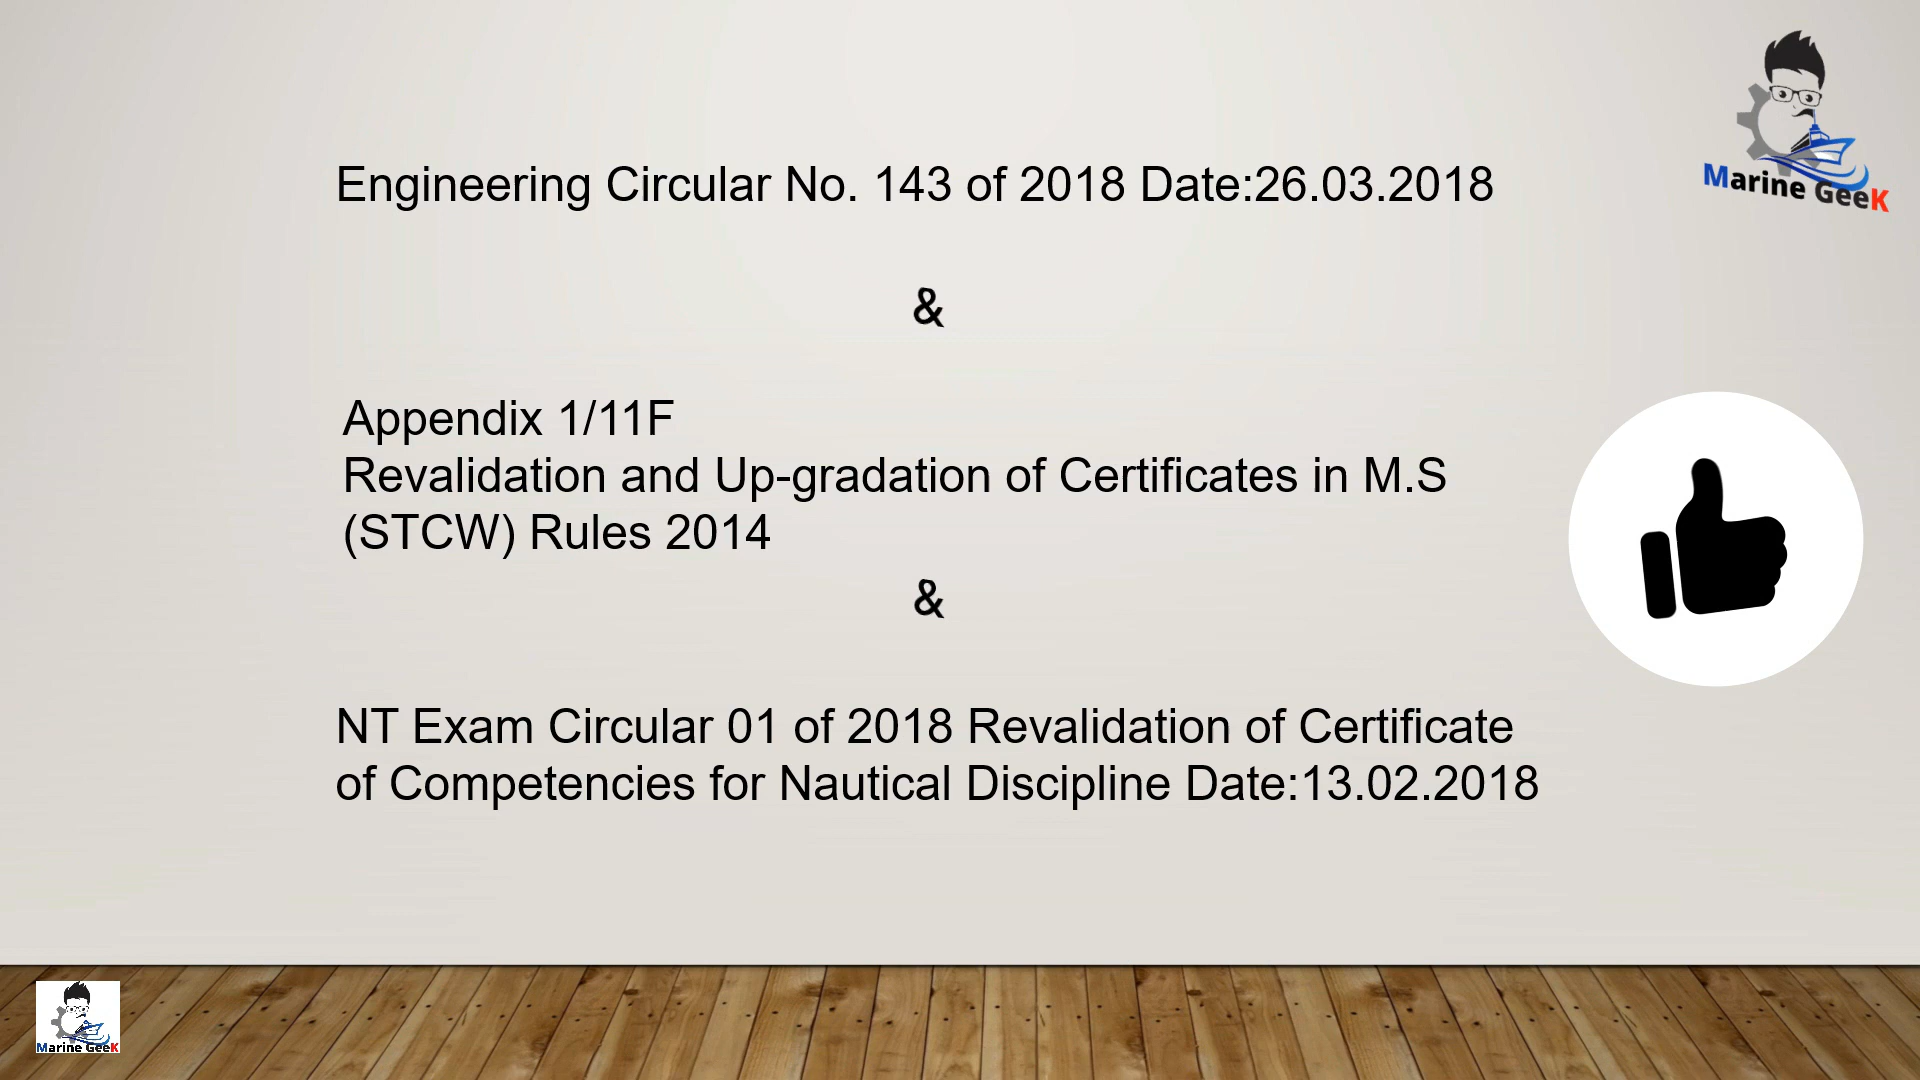 Marine GeeK
Engineering Circular No. 143 of 2018 Date:26.03.2018
&
Appendix 1/11F
Revalidation and Up-gradation of Certificates in M.S
(STCW) Rules 2014
&
NT Exam Circular 01 of 2018 Revalidation of Certificate
of Competencies for Nautical Discipline Date:13.02.2018
Marine GeeK